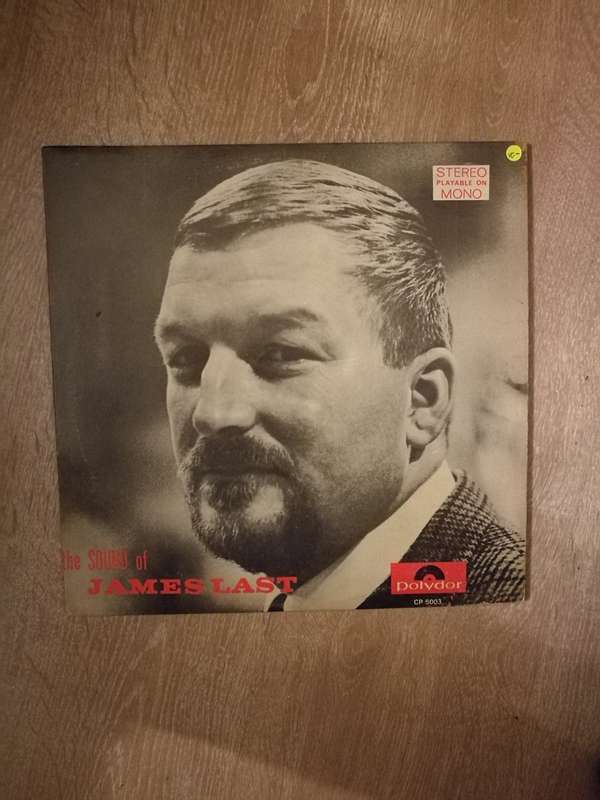 STEREO
PLAYABLE ON
MONO
the SOUND of
JAMES LAST
polydor
CP 5003